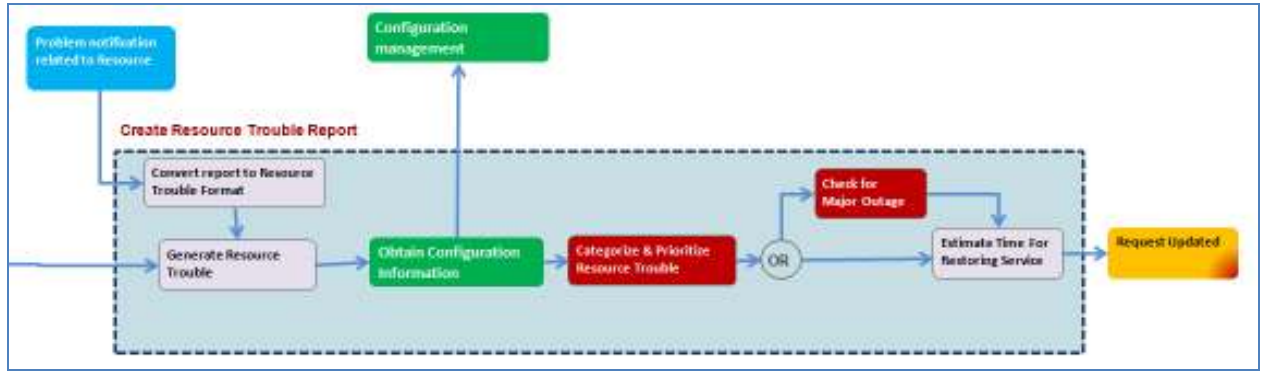 Configuration
management
Problem notification
related to Resource
Create Resource Trouble Report
Convert report to Resource
Trouble Format
Check for
Major Outage
Generate Resource
Trouble
Obtain Configuration
Information
Categorize & Prioritize
Resource Trouble
OR
Estimate Time For
Restoring Service
Request Updated